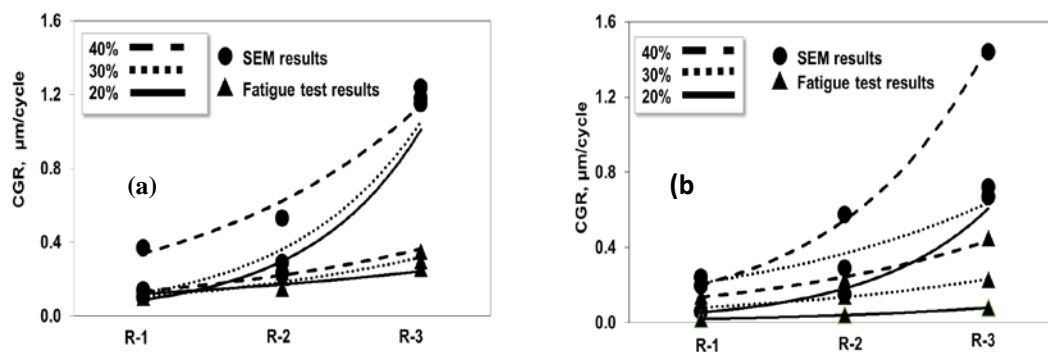 1.6
1.2
0.8
0.4
0.0
CGR, μm/cycle
40%
30%
20%
SEM results
Fatigue test results
(a)
R-1 R-2 R-3
1.6
1.2
0.8
0.4
0.0
CGR, μm/cycle
40%
30%
20%
SEM results
Fatigue test results
(b
R-1 R-2 R-3